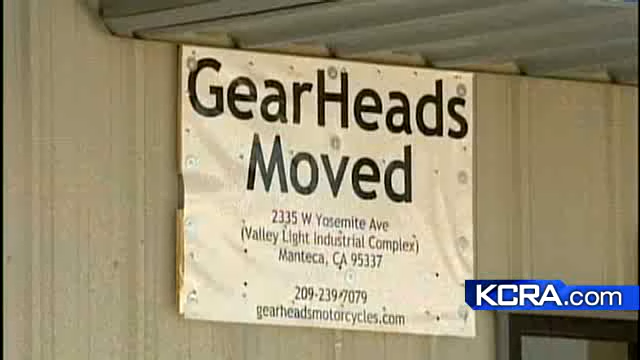 GearHeads
Moved
2335 W Yosemite Ave
(Valley Light Industrial Complex)
Manteca, CA 95337
209-239-7079
gearheadsmotorcycles.com
KCRA.com